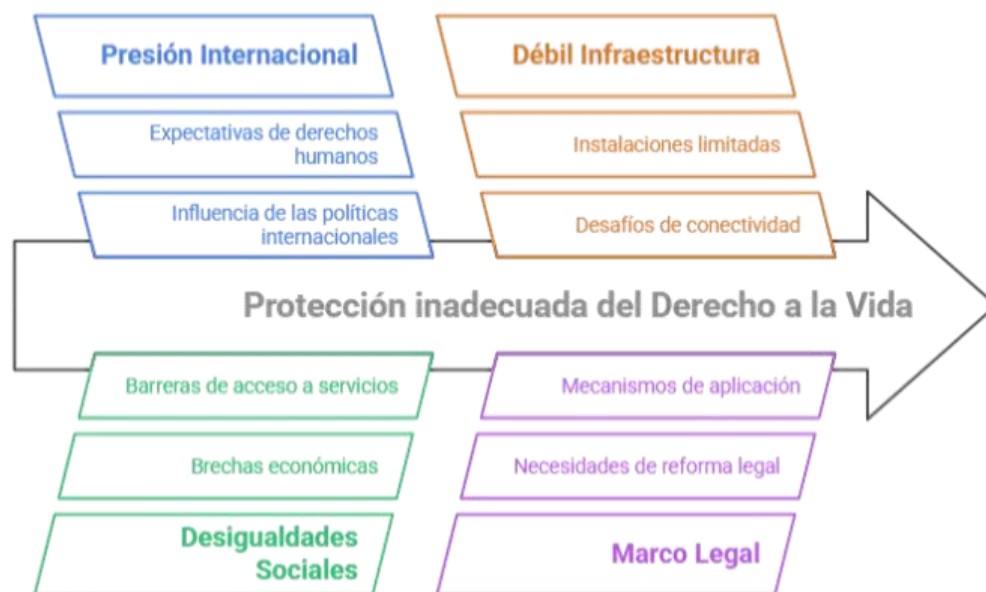 Presión Internacional
Expectativas de derechos
humanos
Influencia de las políticas
internacionales
Débil Infraestructura
Instalaciones limitadas
Desafíos de conectividad
Protección inadecuada del Derecho a la Vida
Barreras de acceso a servicios
Brechas económicas
Desigualdades
Sociales
Mecanismos de aplicación
Necesidades de reforma legal
Marco Legal